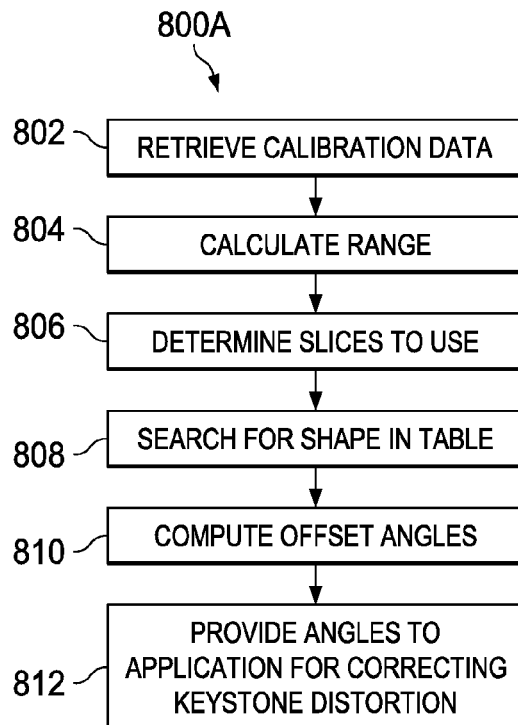 800A
802
RETRIEVE CALIBRATION DATA
804
CALCULATE RANGE
806
DETERMINE SLICES TO USE
808
SEARCH FOR SHAPE IN TABLE
810
COMPUTE OFFSET ANGLES
812
PROVIDE ANGLES TO
APPLICATION FOR CORRECTING
KEYSTONE DISTORTION